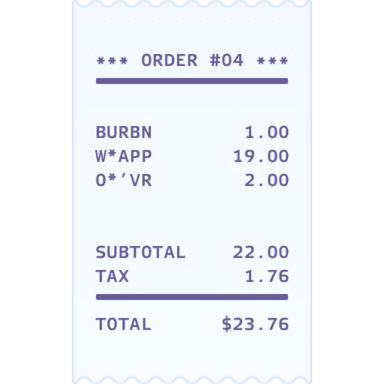 *** ORDER #04 ***
BURBN 1.00
W*APP 19.00
O*’VR 2.00
SUBTOTAL 22.00
TAX 1.76
TOTAL $23.76